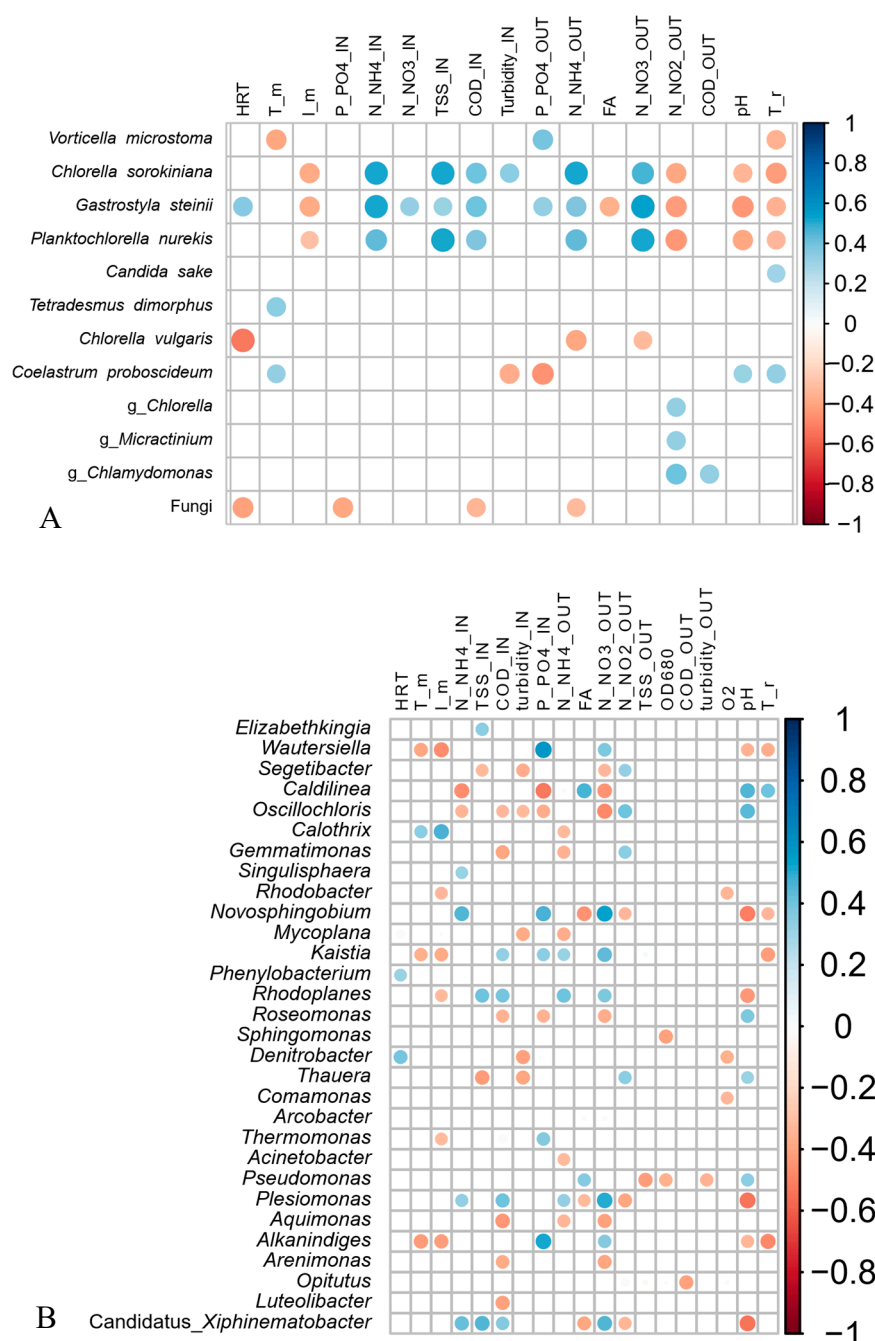 HRT
T_m
I_m
P_PO4_IN
N_NH4_IN
N_NO3_IN
TSS_IN
COD_IN
Turbidity_IN
P_PO4_OUT
N_NH4_OUT
FA
N_NO3_OUT
N_NO2_OUT
COD_OUT
pH
T_r
Vorticella microstoma
Chlorella sorokiniana
Gastrostyla steinii
Planktochlorella nurekis
Candida sake
Tetradesmus dimorphus
Chlorella vulgaris
Coelastrum proboscideum
g_Chlorella
g_Micractinium
g_Chlamydomonas
Fungi
1
0.8
0.6
0.4
0.2
0
−0.2
−0.4
−0.6
−0.8
−1
A
HRT
T_m
I_m
N_NH4_IN
TSS_IN
COD_IN
turbidity_IN
P_PO4_IN
N_NH4_OUT
FA
N_NO3_OUT
N_NO2_OUT
TSS_OUT
OD680
COD_OUT
turbidity_OUT
O2
pH
T_r
Elizabethkingia
Wautersiella
Segetibacter
Caldilinea
Oscillochloris
Calothrix
Gemmatimonas
Singulisphaera
Rhodobacter
Novosphingobium
Mycoplana
Kaistia
Phenylobacterium
Rhodoplanes
Roseomonas
Sphingomonas
Denitrobacter
Thauera
Comamonas
Arcobacter
Thermomonas
Acinetobacter
Pseudomonas
Plesiomonas
Aquimonas
Alkanindiges
Arenimonas
Opitutus
Luteolibacter
Candidatus_Xiphinematobacter
1
0.8
0.6
0.4
0.2
0
−0.2
−0.4
−0.6
−0.8
−1
B